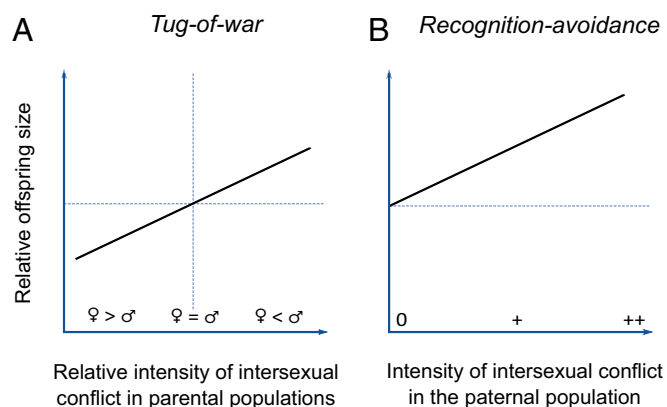 A
Tug-of-war
B
Recognition-avoidance
Relative offspring size
♀ > ♂
♀ = ♂
♀ < ♂
0
+
++
Relative intensity of intersexual
conflict in parental populations
Intensity of intersexual conflict
in the paternal population